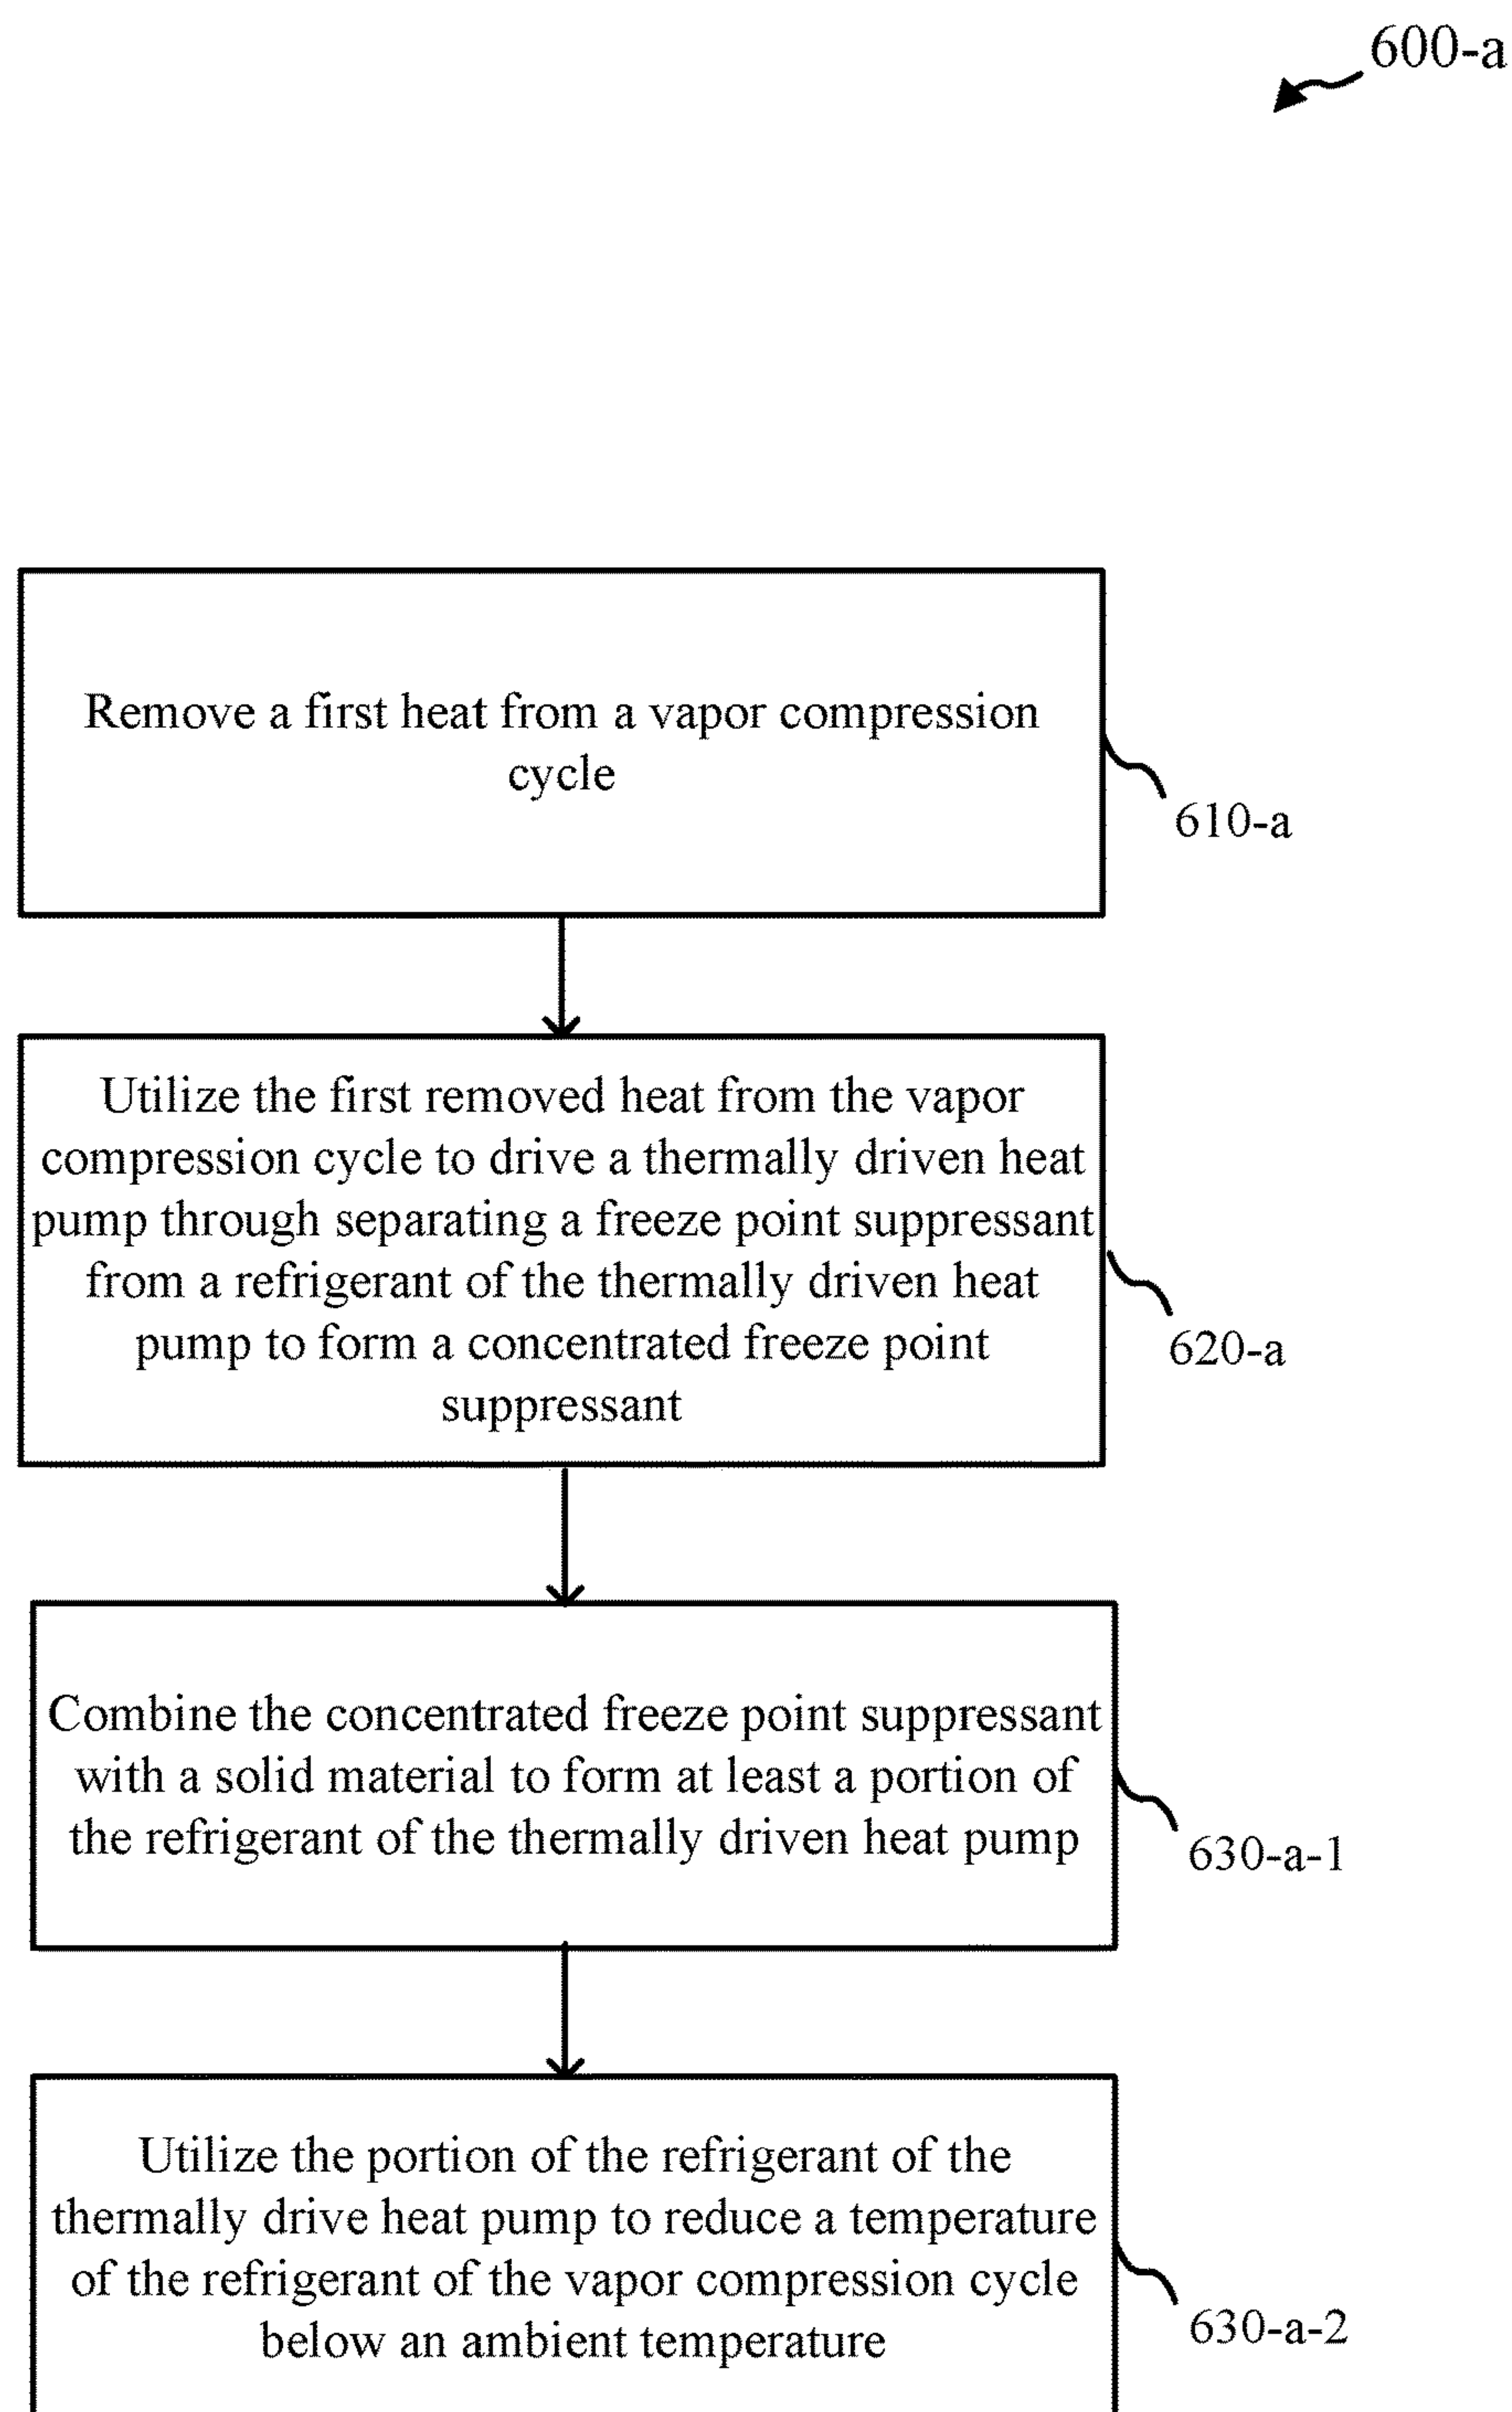 600-a
Remove a first heat from a vapor compression
cycle
610-a
Utilize the first removed heat from the vapor
compression cycle to drive a thermally driven heat
pump through separating a freeze point suppressant
from a refrigerant of the thermally driven heat
pump to form a concentrated freeze point
suppressant
620-a
Combine the concentrated freeze point suppressant
with a solid material to form at least a portion of
the refrigerant of the thermally driven heat pump
630-a-1
Utilize the portion of the refrigerant of the
thermally drive heat pump to reduce a temperature
of the refrigerant of the vapor compression cycle
below an ambient temperature
630-a-2